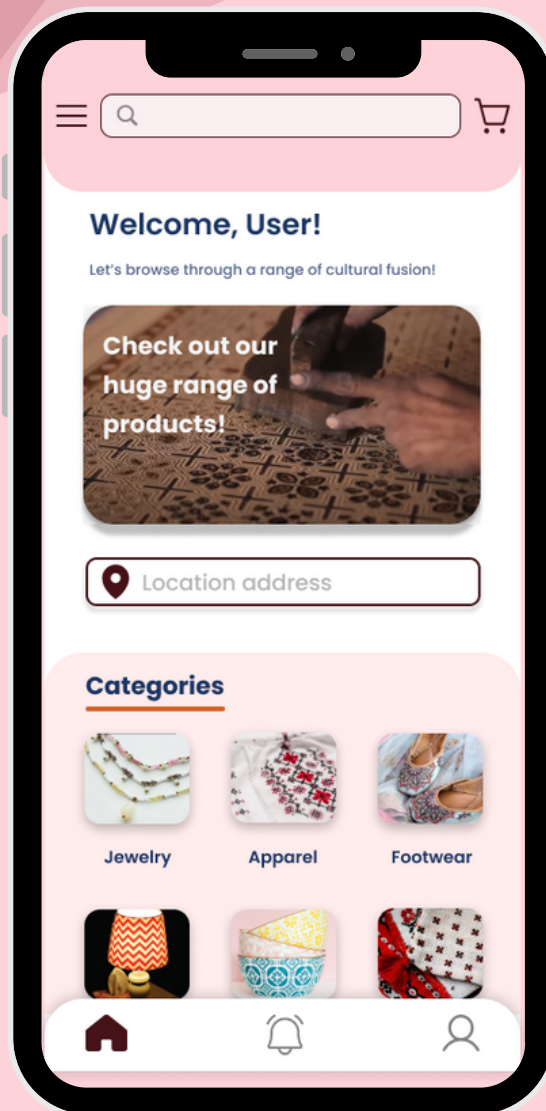 Welcome, User!
Let's browse through a range of cultural fusion!
Check out our
huge range of
products!
Location address
Categories
Jewelry
Apparel
Footwear